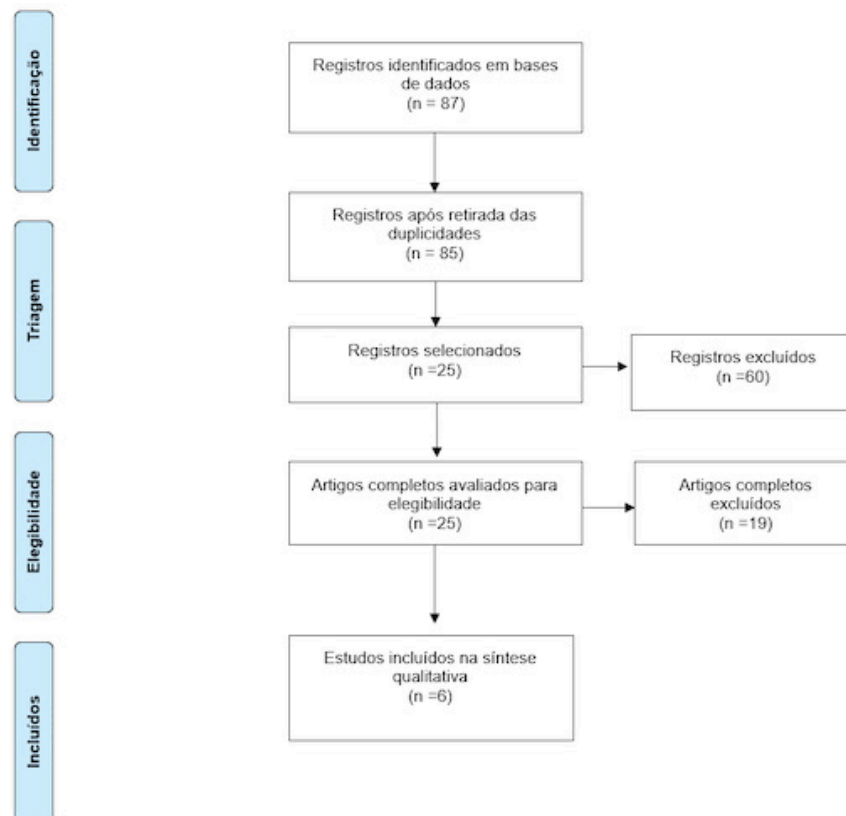 Identificação
Registros identificados em bases
de dados
(n = 87)
Triagem
Registros após retirada das
duplicidades
(n = 85)
Registros selecionados
(n =25)
Registros excluídos
(n =60)
Elegibilidade
Artigos completos avaliados para
elegibilidade
(n =25)
Artigos completos
excluídos
(n =19)
Incluídos
Estudos incluídos na síntese
qualitativa
(n =6)